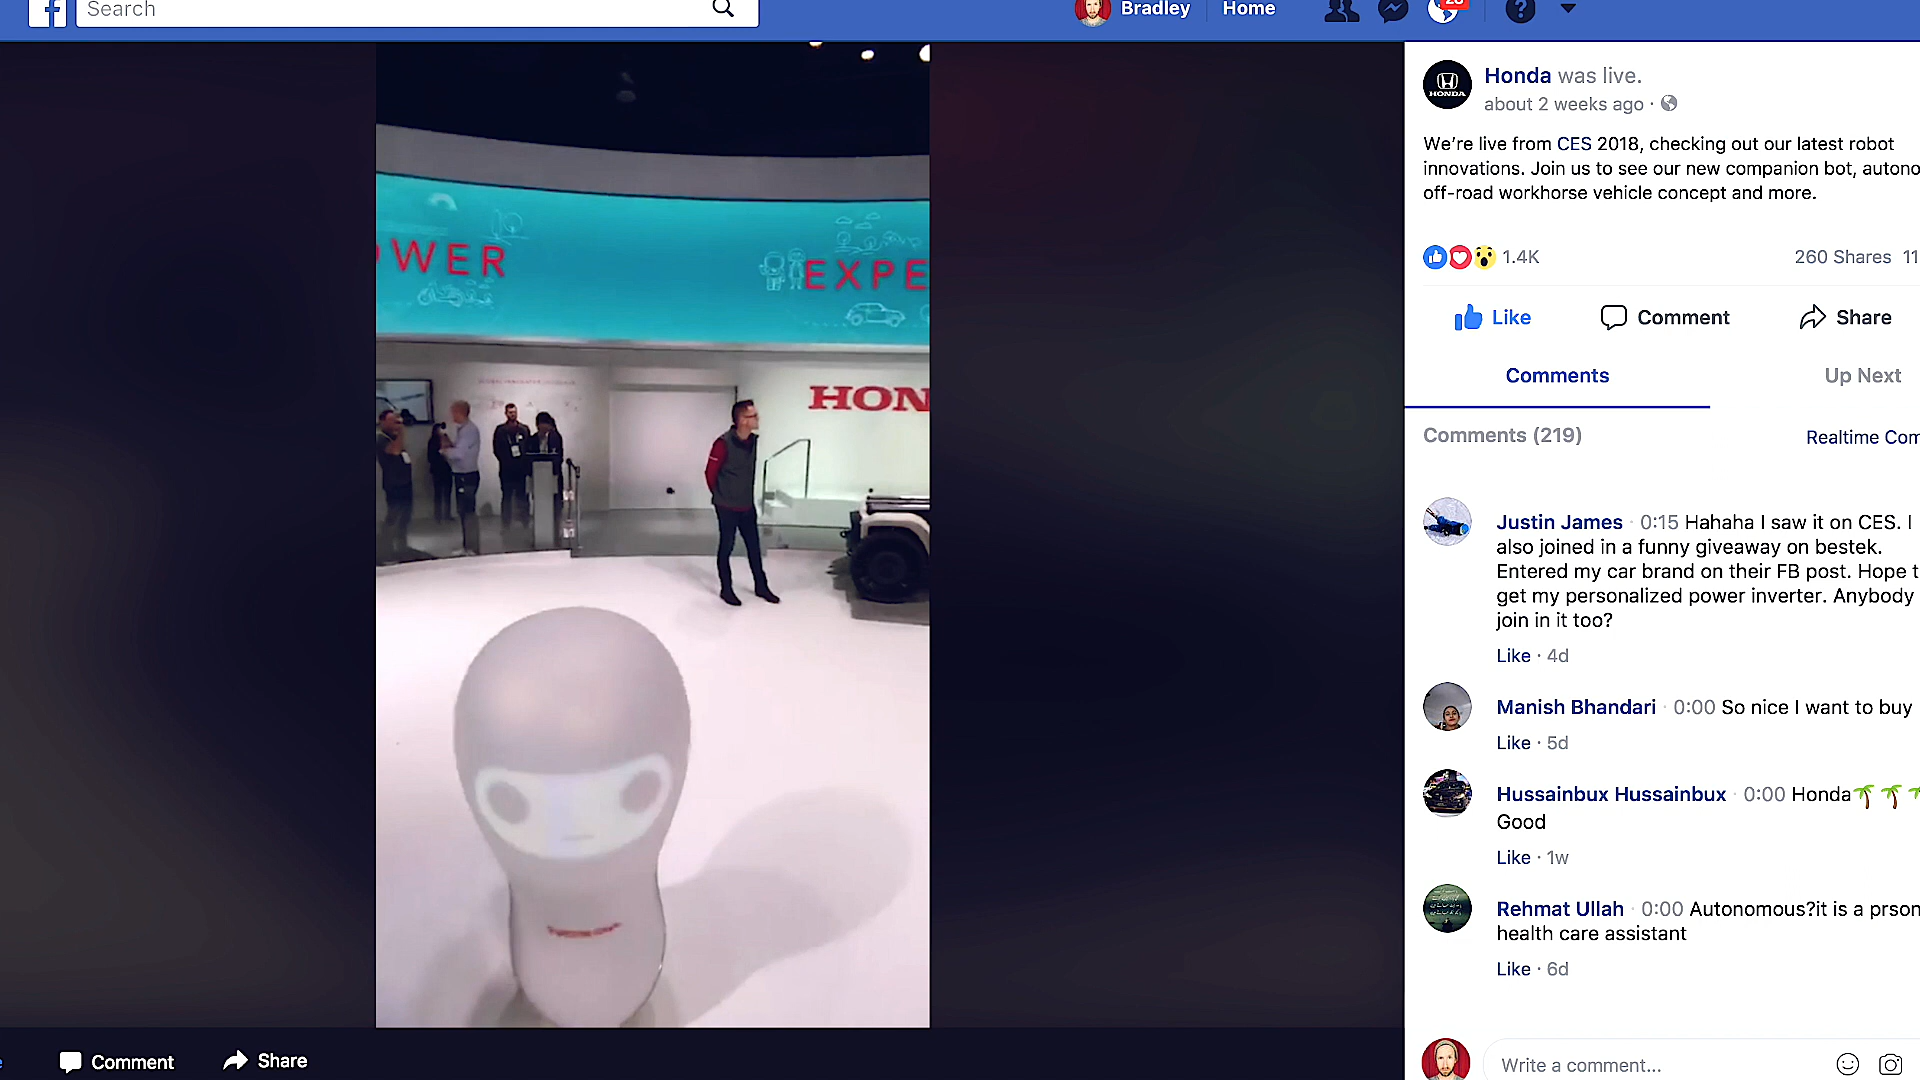 Search
Bradley
Home
28
Honda was live.
about 2 weeks ago ·
HONDA
We're live from CES 2018, checking out our latest robot
innovations. Join us to see our new companion bot, autono
off-road workhorse vehicle concept and more.
1.4K
260 Shares 11
Like
Comment
Share
Comments
Up Next
Comments (219)
Realtime Com
Justin James · 0:15 Hahaha I saw it on CES. I
also joined in a funny giveaway on bestek.
Entered my car brand on their FB post. Hope t
get my personalized power inverter. Anybody
join in it too?
Like · 4d
Manish Bhandari · 0:00 So nice I want to buy
Like · 5d
Hussainbux Hussainbux · 0:00 Honda🌴🌴🌴
Good
Like · 1w
Rehmat Ullah · 0:00 Autonomous?it is a prson
health care assistant
Like · 6d
Write a comment...
OWER
EXPE
HON
Comment
Share